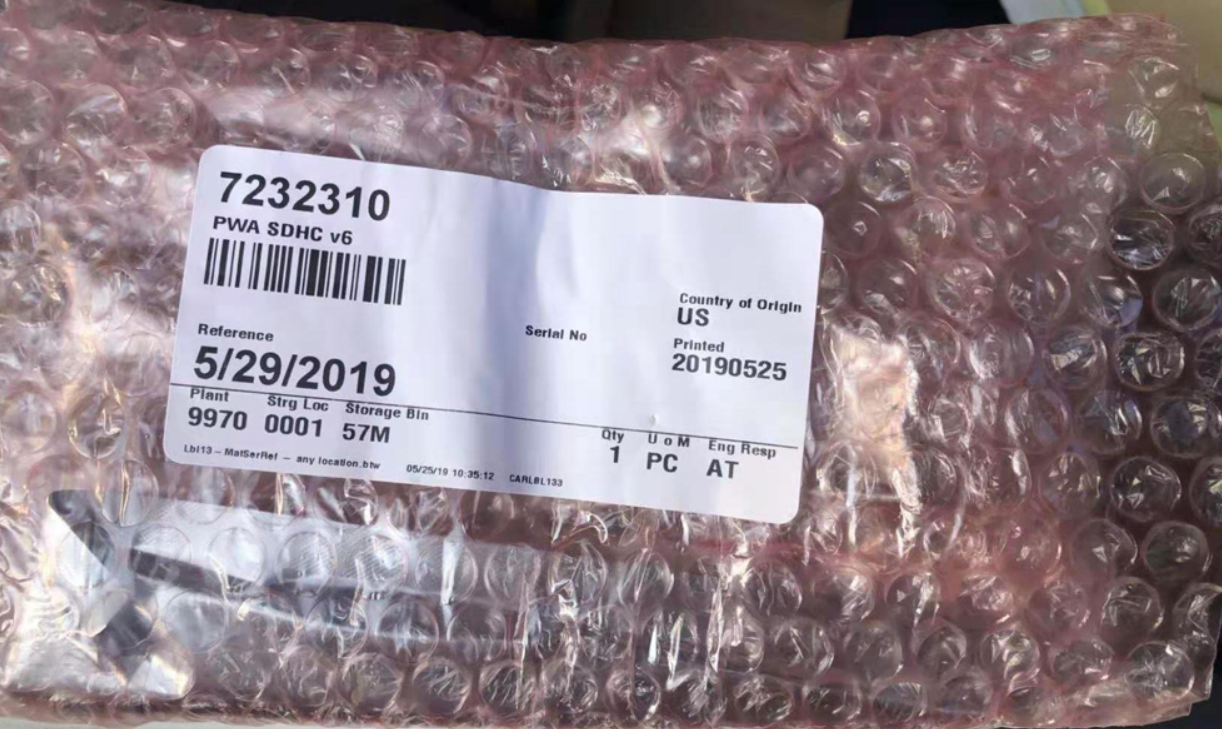 7232310
PWA SDHC v6
Country of Origin
US
Reference
Serial No
Printed
5/29/2019
20190525
Plant Strg Loc Storage Bin
9970 0001 57M
Qty U o M Eng Resp
1 PC AT
Lbl13 – MatSerRef – any location.btw 05/25/19 10:35:12 CARLBL133